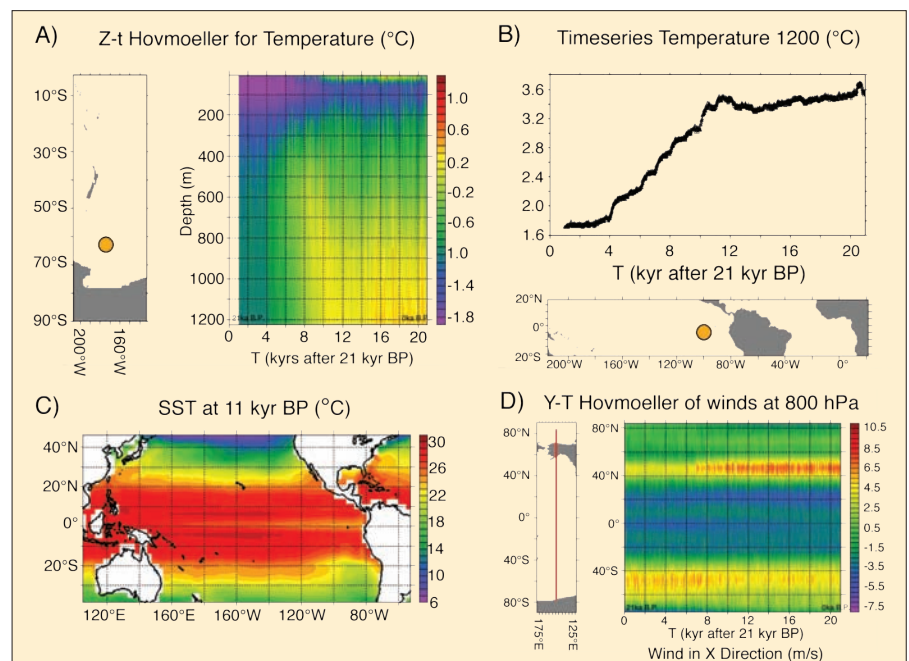 A) Z-t Hovmoeller for Temperature (°C)
10°S
30°S
50°S
70°S
90°S
200°W
160°W
Depth (m)
200
400
600
800
1000
1200
0 4 8 12 16 20
T (kyrs after 21 kyr BP)
1.0
0.6
0.2
-0.2
-0.6
-1.0
-1.4
-1.8
B) Timeseries Temperature 1200 (°C)
3.6
3.2
2.8
2.4
2.0
1.6
0 4 8 12 16 20
T (kyr after 21 kyr BP)
20°N
0°
20°S
200°W 160°W 120°W 80°W 40°W 0°
C) SST at 11 kyr BP (°C)
40°N
20°N
0°
20°S
120°E 160°E 160°W 120°W 80°W
30
26
22
18
14
10
6
D) Y-T Hovmoeller of winds at 800 hPa
80°N
40°N
0°
40°S
80°S
175°E
125°E
80°N
40°N
0°
40°S
21ka B.P.
0ka B.P.
0 4 8 12 16 20
T (kyr after 21 kyr BP)
Wind in X Direction (m/s)
10.5
8.5
6.5
4.5
2.5
0.5
-1.5
-3.5
-5.5
-7.5